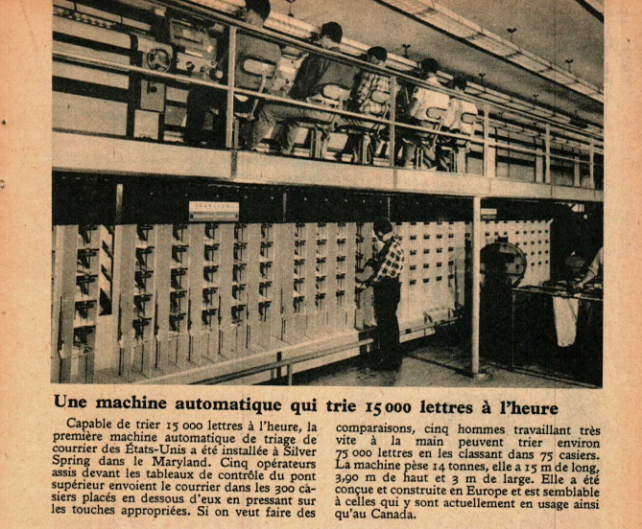 Une machine automatique qui trie 15 000 lettres à l'heure
Capable de trier 15 000 lettres à l'heure, la
première machine automatique de triage de
courrier des États-Unis a été installée à Silver
Spring dans le Maryland. Cinq opérateurs
assis devant les tableaux de contrôle du pont
supérieur envoient le courrier dans les 300 ca-
siers placés en dessous d'eux en pressant sur
les touches appropriées. Si on veut faire des
comparaisons, cinq hommes travaillant très
vite à la main peuvent trier environ
75 000 lettres en les classant dans 75 casiers.
La machine pèse 14 tonnes, elle a 15 m de long,
3,90 m de haut et 3 m de large. Elle a été
conçue et construite en Europe et est semblable
à celles qui y sont actuellement en usage ainsi
qu'au Canada.